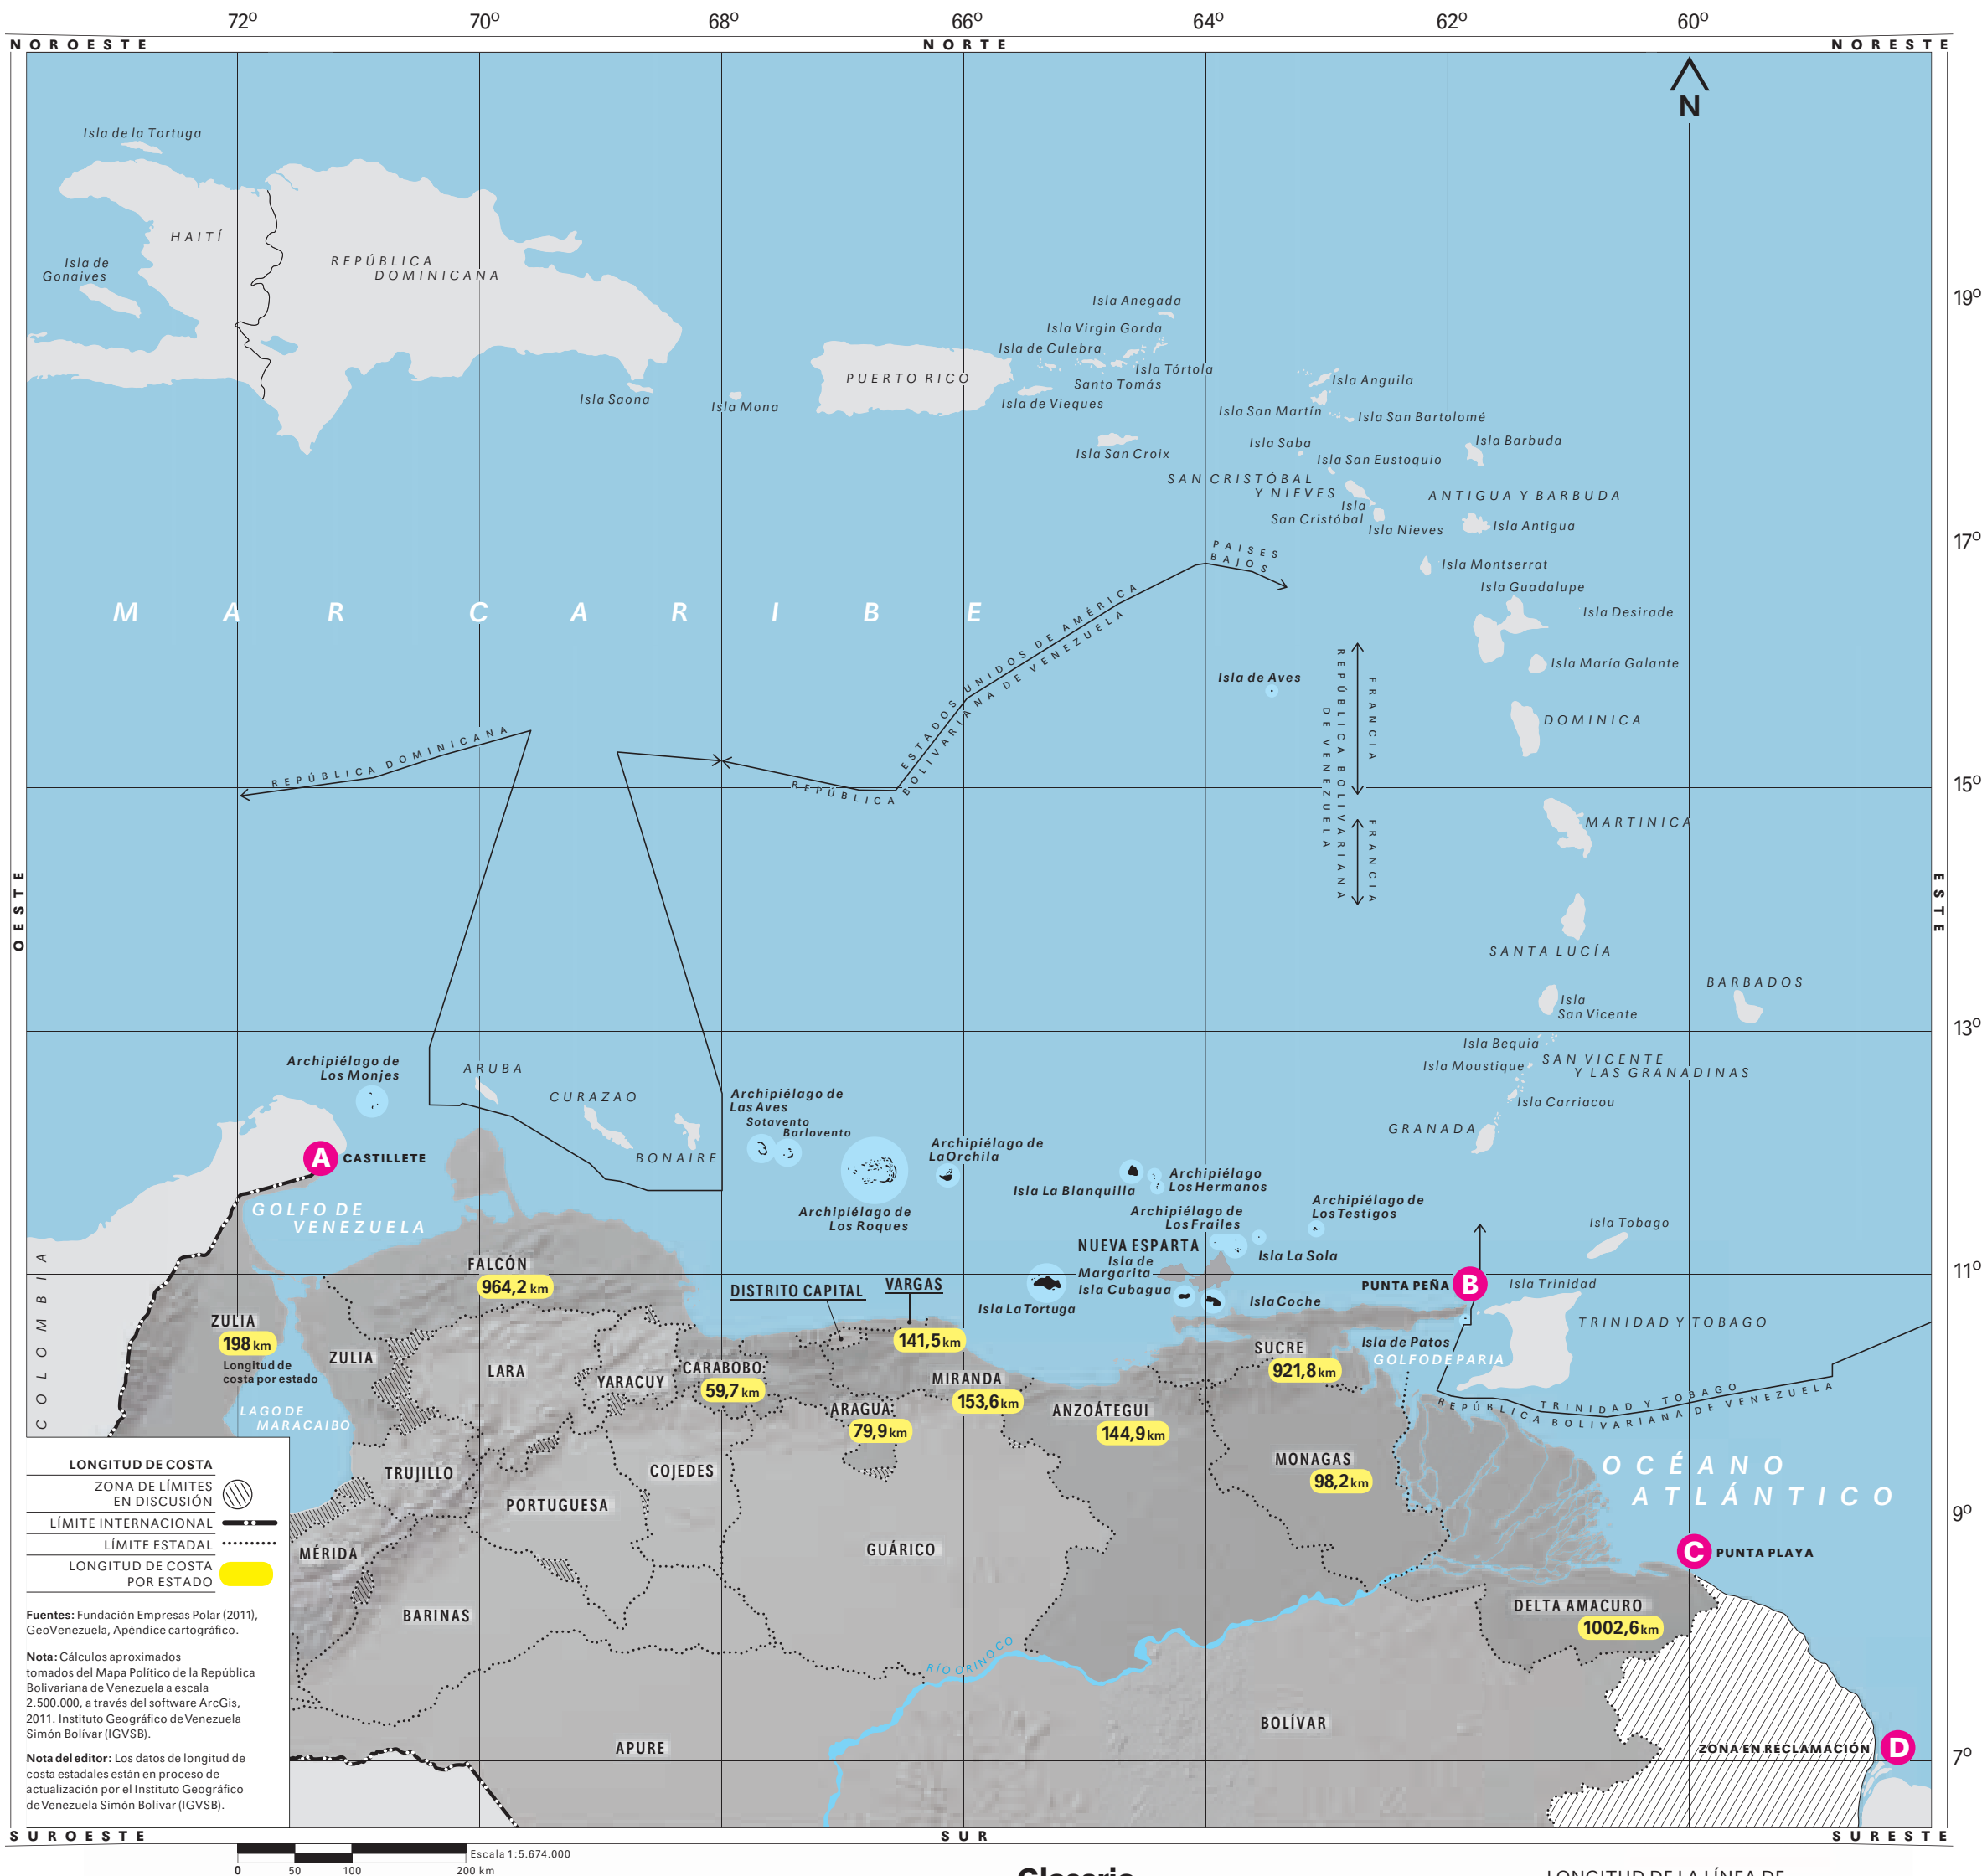 72º 70º 68º 66º 64º 62º 60º
NOROESTE NORTE NORESTE
N
Isla de la Tortuga
HAITÍ
REPÚBLICA
DOMINICANA
Isla de
Gonaives
19º
Isla Anegada
Isla Virgin Gorda
Isla de Culebra
Isla Tórtola
Santo Tomás
PUERTO RICO
Isla de Vieques
Isla Saona
Isla Mona
Isla Anguila
Isla San Martín
Isla San Bartolomé
Isla Saba
Isla Barbuda
Isla San Croix
Isla San Eustoquio
SAN CRISTÓBAL
Y NIEVES
ANTIGUA Y BARBUDA
Isla
San Cristóbal
Isla Nieves
Isla Antigua
17º
PAISES
BAJOS
Isla Montserrat
Isla Guadalupe
Isla Desirade
MAR CARIBE
ESTADOS UNIDOS DE AMÉRICA
REPÚBLICA BOLIVARIANA DE VENEZUELA
Isla María Galante
Isla de Aves
REPÚBLICA BOLIVARIANA
DE VENEZUELA
FRANCIA
FRANCIA
DOMINICA
REPÚBLICA DOMINICANA
15º
MARTINICA
OESTE
ESTE
SANTA LUCÍA
BARBADOS
Isla
San Vicente
13º
Isla Bequia
Isla Moustique
SAN VICENTE
Y LAS GRANADINAS
Isla Carriacou
GRANADA
Archipiélago de
Los Monjes
ARUBA
CURAZAO
BONAIRE
Archipiélago de
Las Aves
Sotavento
Barlovento
Archipiélago de
La Orchila
Archipiélago de
Los Roques
Isla La Blanquilla
Archipiélago
Los Hermanos
Archipiélago de
Los Frailes
Archipiélago de
Los Testigos
A CASTILLETE
GOLFO DE
VENEZUELA
NUEVA ESPARTA
Isla La Sola
Isla de
Margarita
Isla Cubagua
Isla Coche
Isla La Tortuga
Isla Tobago
11º
PUNTA PEÑA B
Isla Trinidad
TRINIDAD Y TOBAGO
Isla de Patos
GOLFO DE PARIA
TRINIDAD Y TOBAGO
REPÚBLICA BOLIVARIANA DE VENEZUELA
COLOMBIA
FALCÓN
964,2 km
DISTRITO CAPITAL
VARGAS
141,5 km
ZULIA
198 km
Longitud de
costa por estado
ZULIA
LARA
YARACUY
CARABOBO
59,7 km
ARAGUA
79,9 km
MIRANDA
153,6 km
ANZOÁTEGUI
144,9 km
SUCRE
921,8 km
MONAGAS
98,2 km
LAGO DE
MARACAIBO
TRUJILLO
COJEDES
PORTUGUESA
MÉRIDA
GUÁRICO
BARINAS
OCÉANO
ATLÁNTICO
9º
C PUNTA PLAYA
DELTA AMACURO
1002,6 km
RÍO ORINOCO
BOLÍVAR
APURE
ZONA EN RECLAMACIÓN D
7º
LONGITUD DE COSTA
ZONA DE LÍMITES
EN DISCUSIÓN
LÍMITE INTERNACIONAL
LÍMITE ESTADAL
LONGITUD DE COSTA
POR ESTADO
Fuentes: Fundación Empresas Polar (2011),
GeoVenezuela, Apéndice cartográfico.
Nota: Cálculos aproximados
tomados del Mapa Político de la República
Bolivariana de Venezuela a escala
2.500.000, a través del software ArcGis,
2011. Instituto Geográfico de Venezuela
Simón Bolívar (IGVSB).
Nota del editor: Los datos de longitud de
costa estadales están en proceso de
actualización por el Instituto Geográfico
de Venezuela Simón Bolívar (IGVSB).
SUROESTE SUR SURESTE
Escala 1:5.674.000
0 50 100 200 km
Glosario
LONGITUD DE LA LÍNEA DE